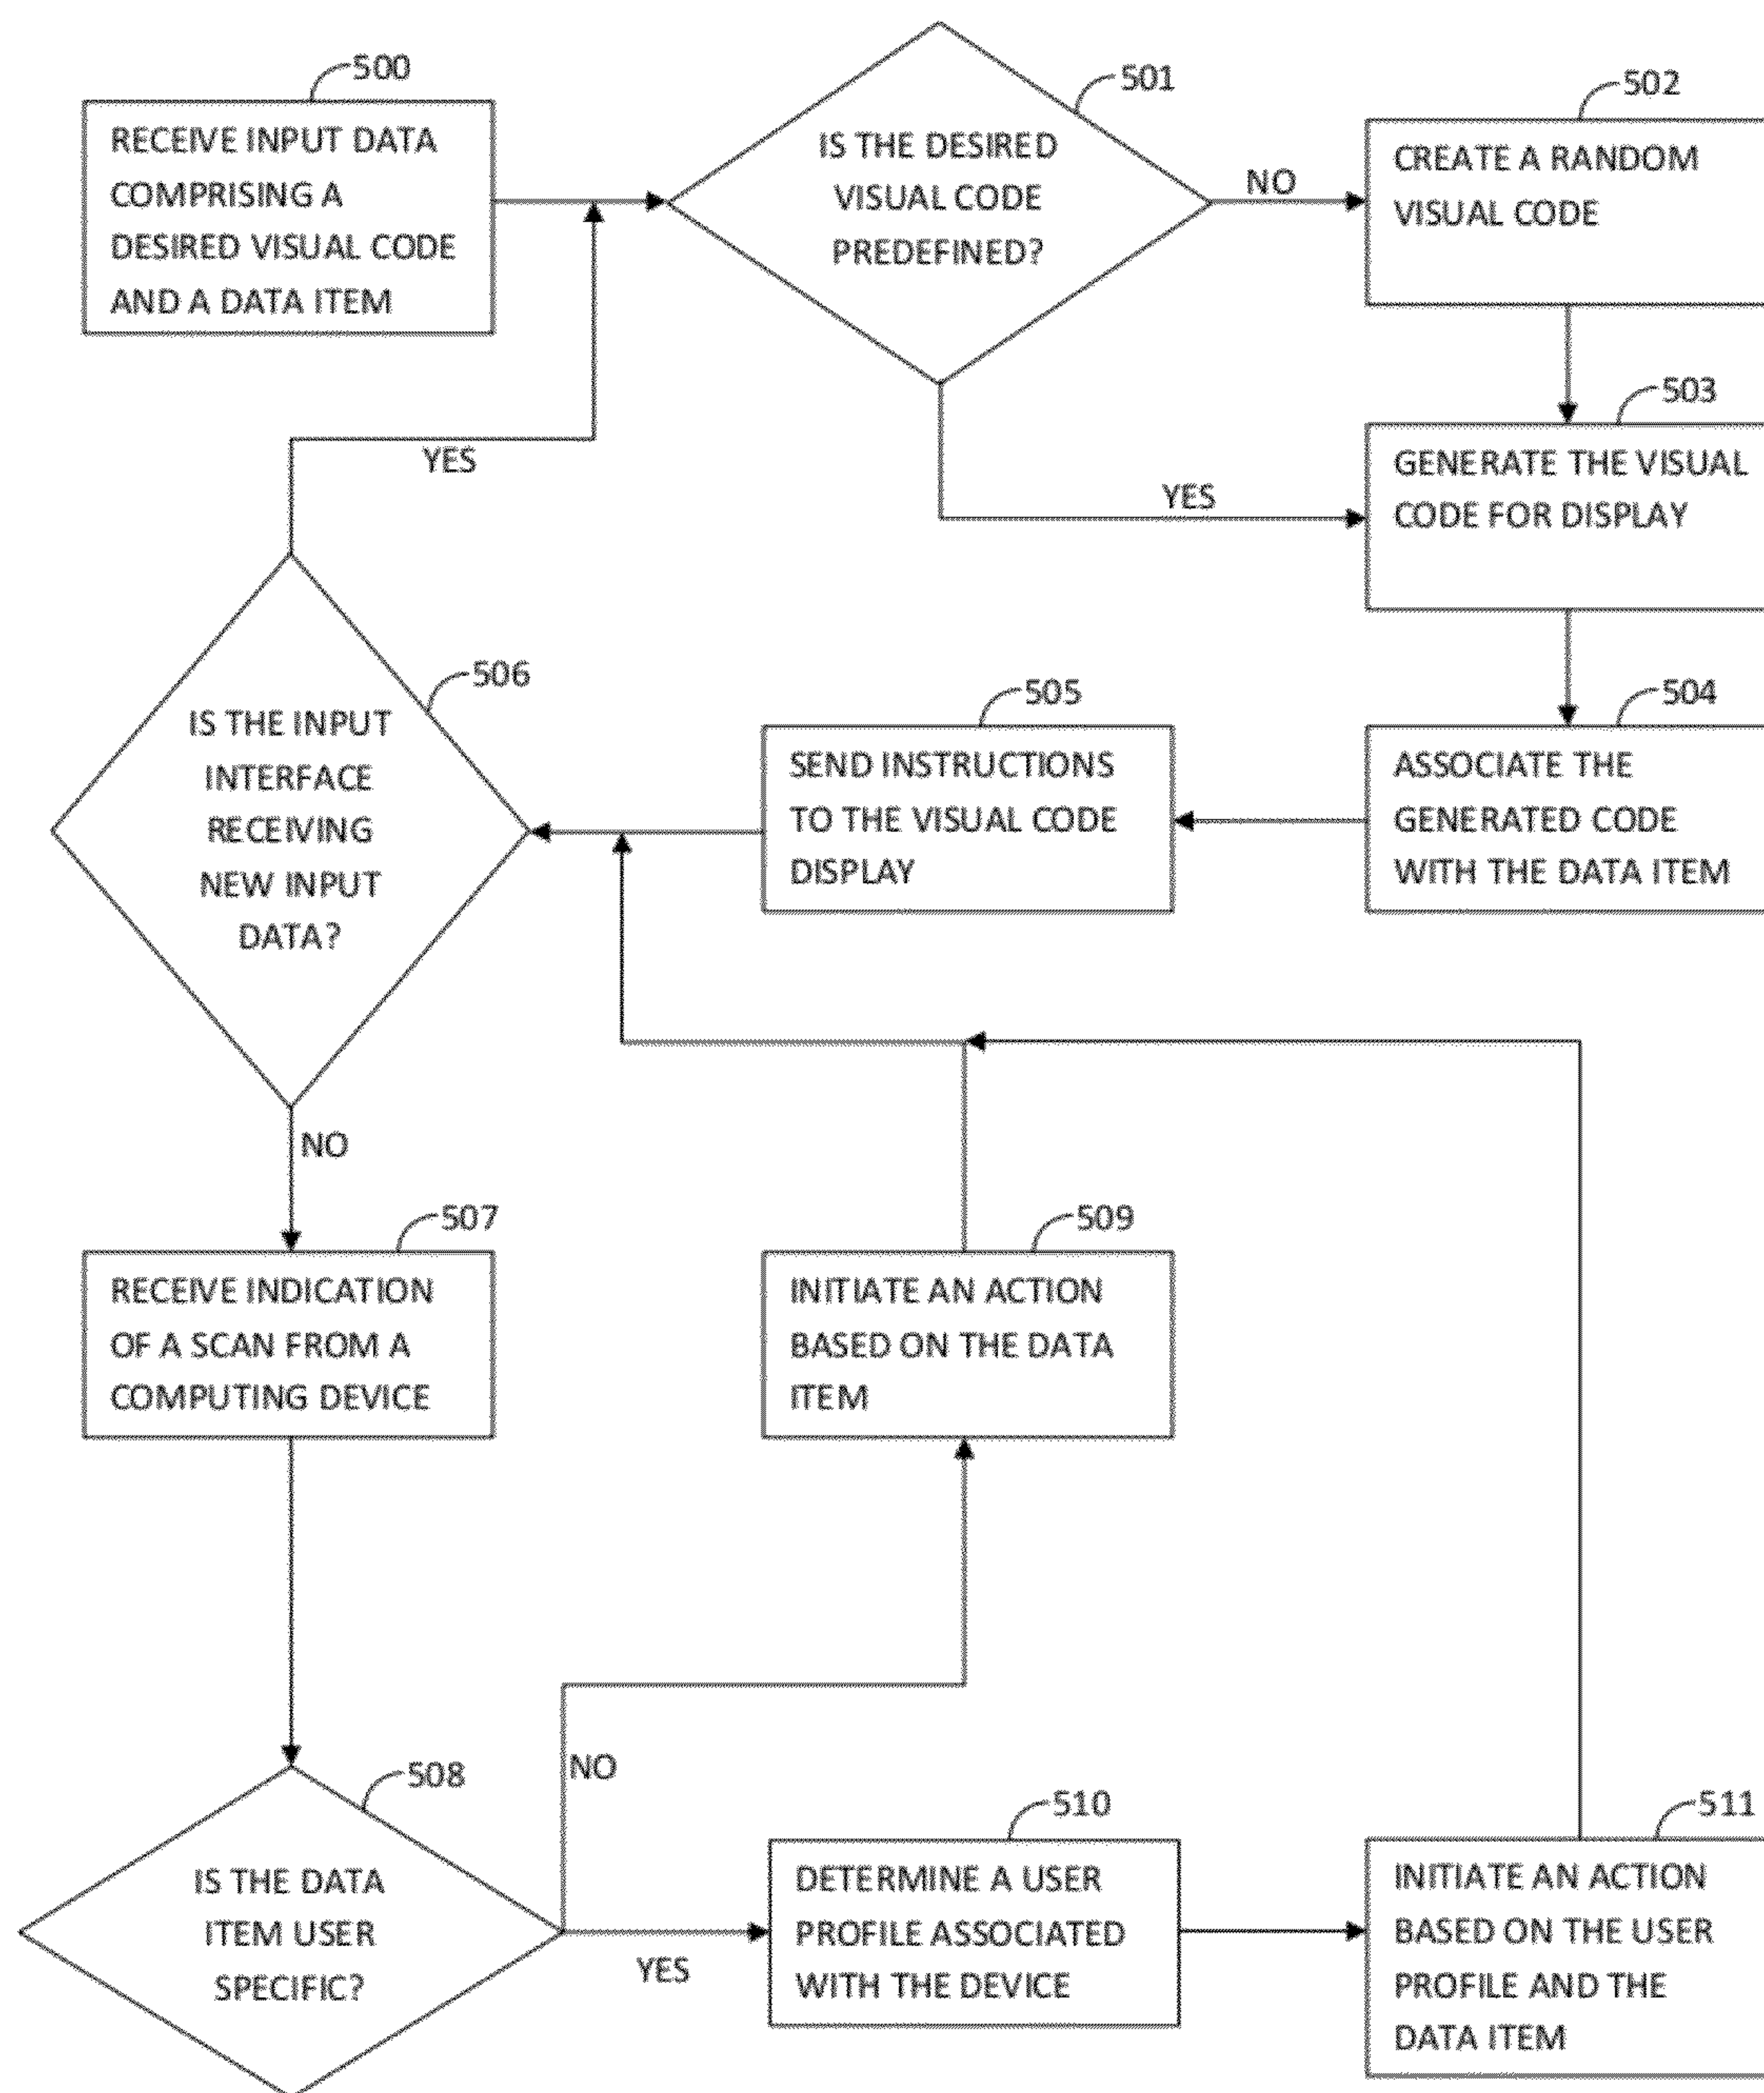 500
RECEIVE INPUT DATA
COMPRISING A
DESIRED VISUAL CODE
AND A DATA ITEM
501
IS THE DESIRED
VISUAL CODE
PREDEFINED?
NO
502
CREATE A RANDOM
VISUAL CODE
YES
503
GENERATE THE VISUAL
CODE FOR DISPLAY
YES
504
ASSOCIATE THE
GENERATED CODE
WITH THE DATA ITEM
505
SEND INSTRUCTIONS
TO THE VISUAL CODE
DISPLAY
506
IS THE INPUT
INTERFACE
RECEIVING
NEW INPUT
DATA?
NO
507
RECEIVE INDICATION
OF A SCAN FROM A
COMPUTING DEVICE
509
INITIATE AN ACTION
BASED ON THE DATA
ITEM
508
IS THE DATA
ITEM USER
SPECIFIC?
NO
YES
510
DETERMINE A USER
PROFILE ASSOCIATED
WITH THE DEVICE
511
INITIATE AN ACTION
BASED ON THE USER
PROFILE AND THE
DATA ITEM